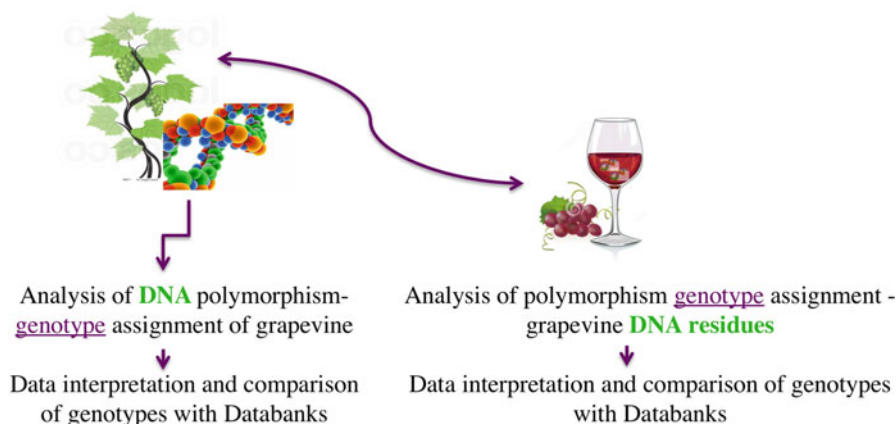 Analysis of DNA polymorphism-
genotype assignment of grapevine
Data interpretation and comparison
of genotypes with Databanks
Analysis of polymorphism genotype assignment -
grapevine DNA residues
Data interpretation and comparison of genotypes
with Databanks